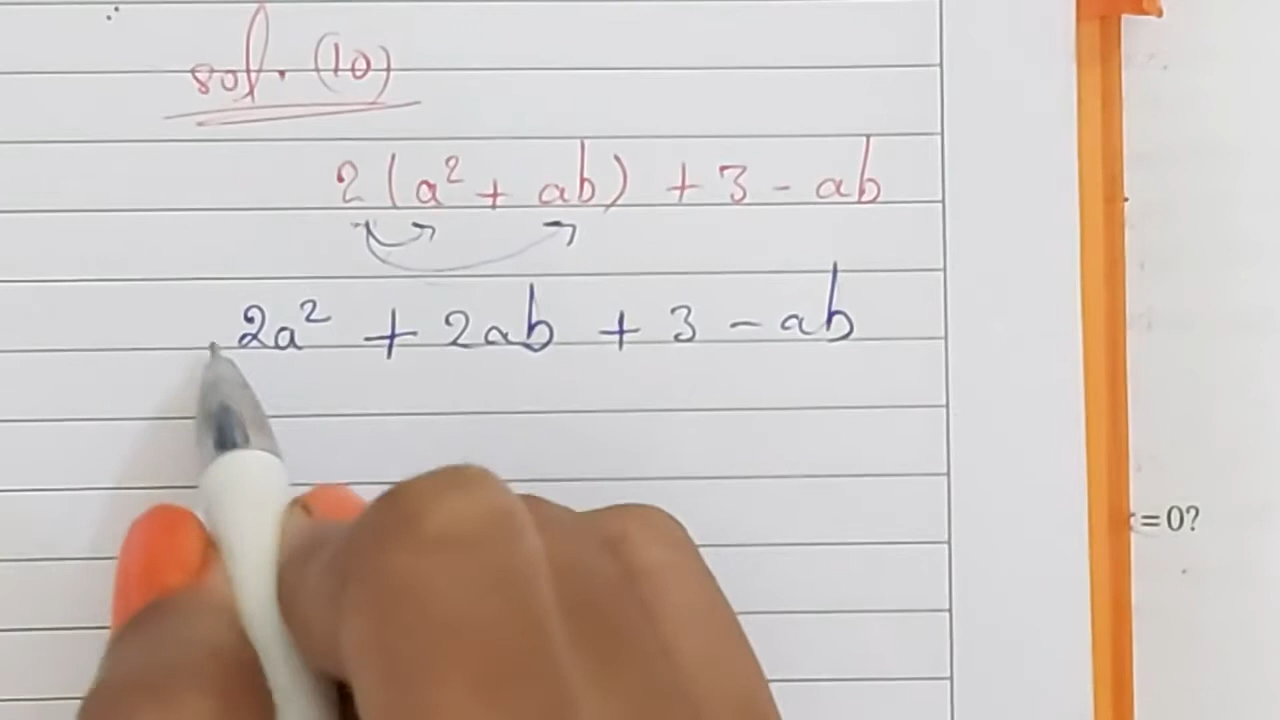 sol. (10)
2(a² + ab) + 3 - ab
2a² + 2ab + 3 - ab
=0?